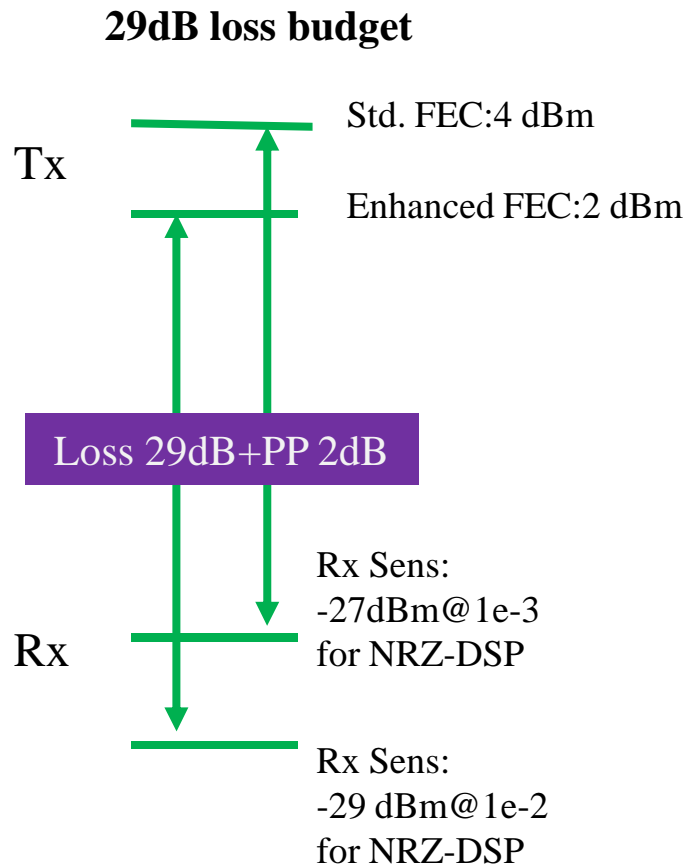 29dB loss budget
Std. FEC:4 dBm
Tx
Enhanced FEC:2 dBm
Loss 29dB+PP 2dB
Rx Sens:
-27dBm@1e-3
for NRZ-DSP
Rx
Rx Sens:
-29 dBm@1e-2
for NRZ-DSP